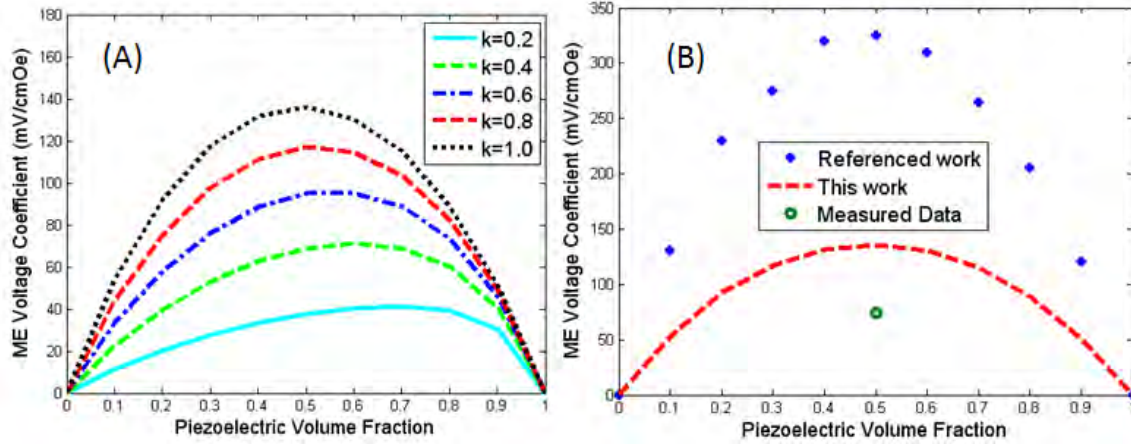 (A)
ME Voltage Coefficient (mV/cmOe)
180
160
140
120
100
80
60
40
20
0
k=0.2
k=0.4
k=0.6
k=0.8
k=1.0
0 0.1 0.2 0.3 0.4 0.5 0.6 0.7 0.8 0.9 1
Piezoelectric Volume Fraction
(B)
ME Voltage Coefficient (mV/cmOe)
350
300
250
200
150
100
50
0
Referenced work
This work
Measured Data
0 0.1 0.2 0.3 0.4 0.5 0.6 0.7 0.8 0.9 1
Piezoelectric Volume Fraction